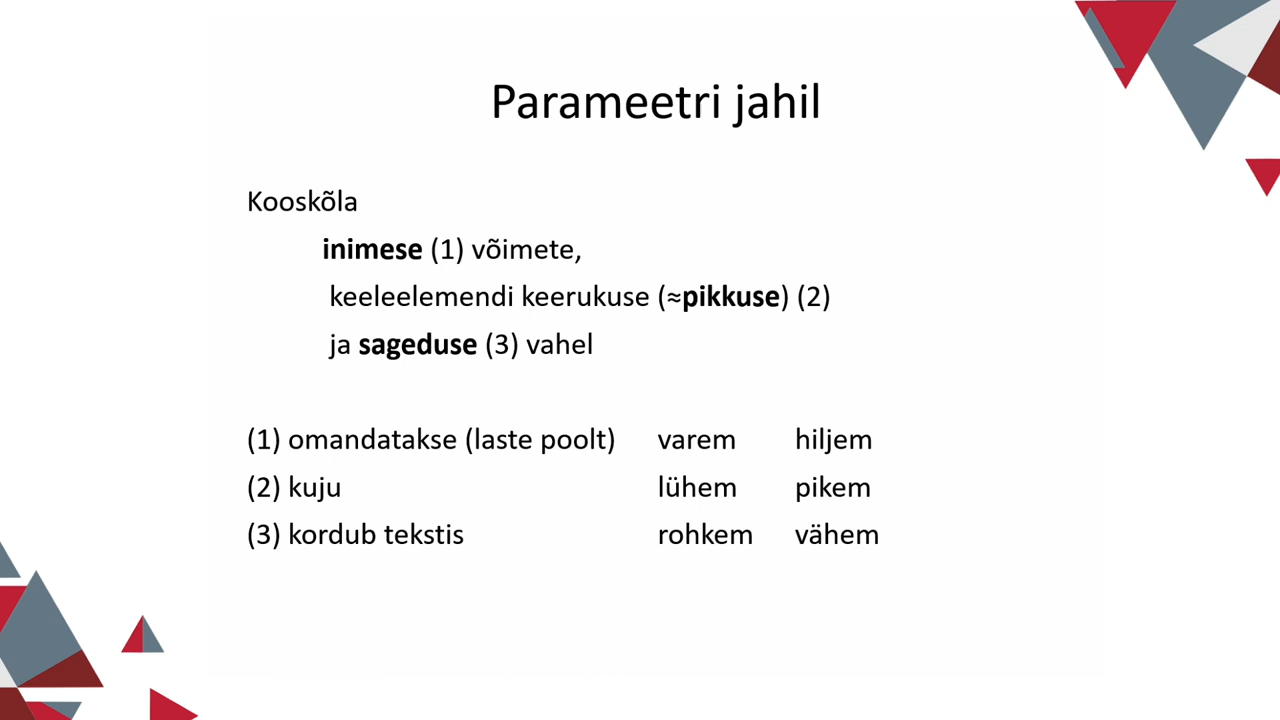 Parameetri jahil
Kooskõla
inimese (1) võimete,
keeleelemendi keerukuse (≈pikkuse) (2)
ja sageduse (3) vahel
(1) omandatakse (laste poolt) varem hiljem
(2) kuju lühem pikem
(3) kordub tekstis rohkem vähem